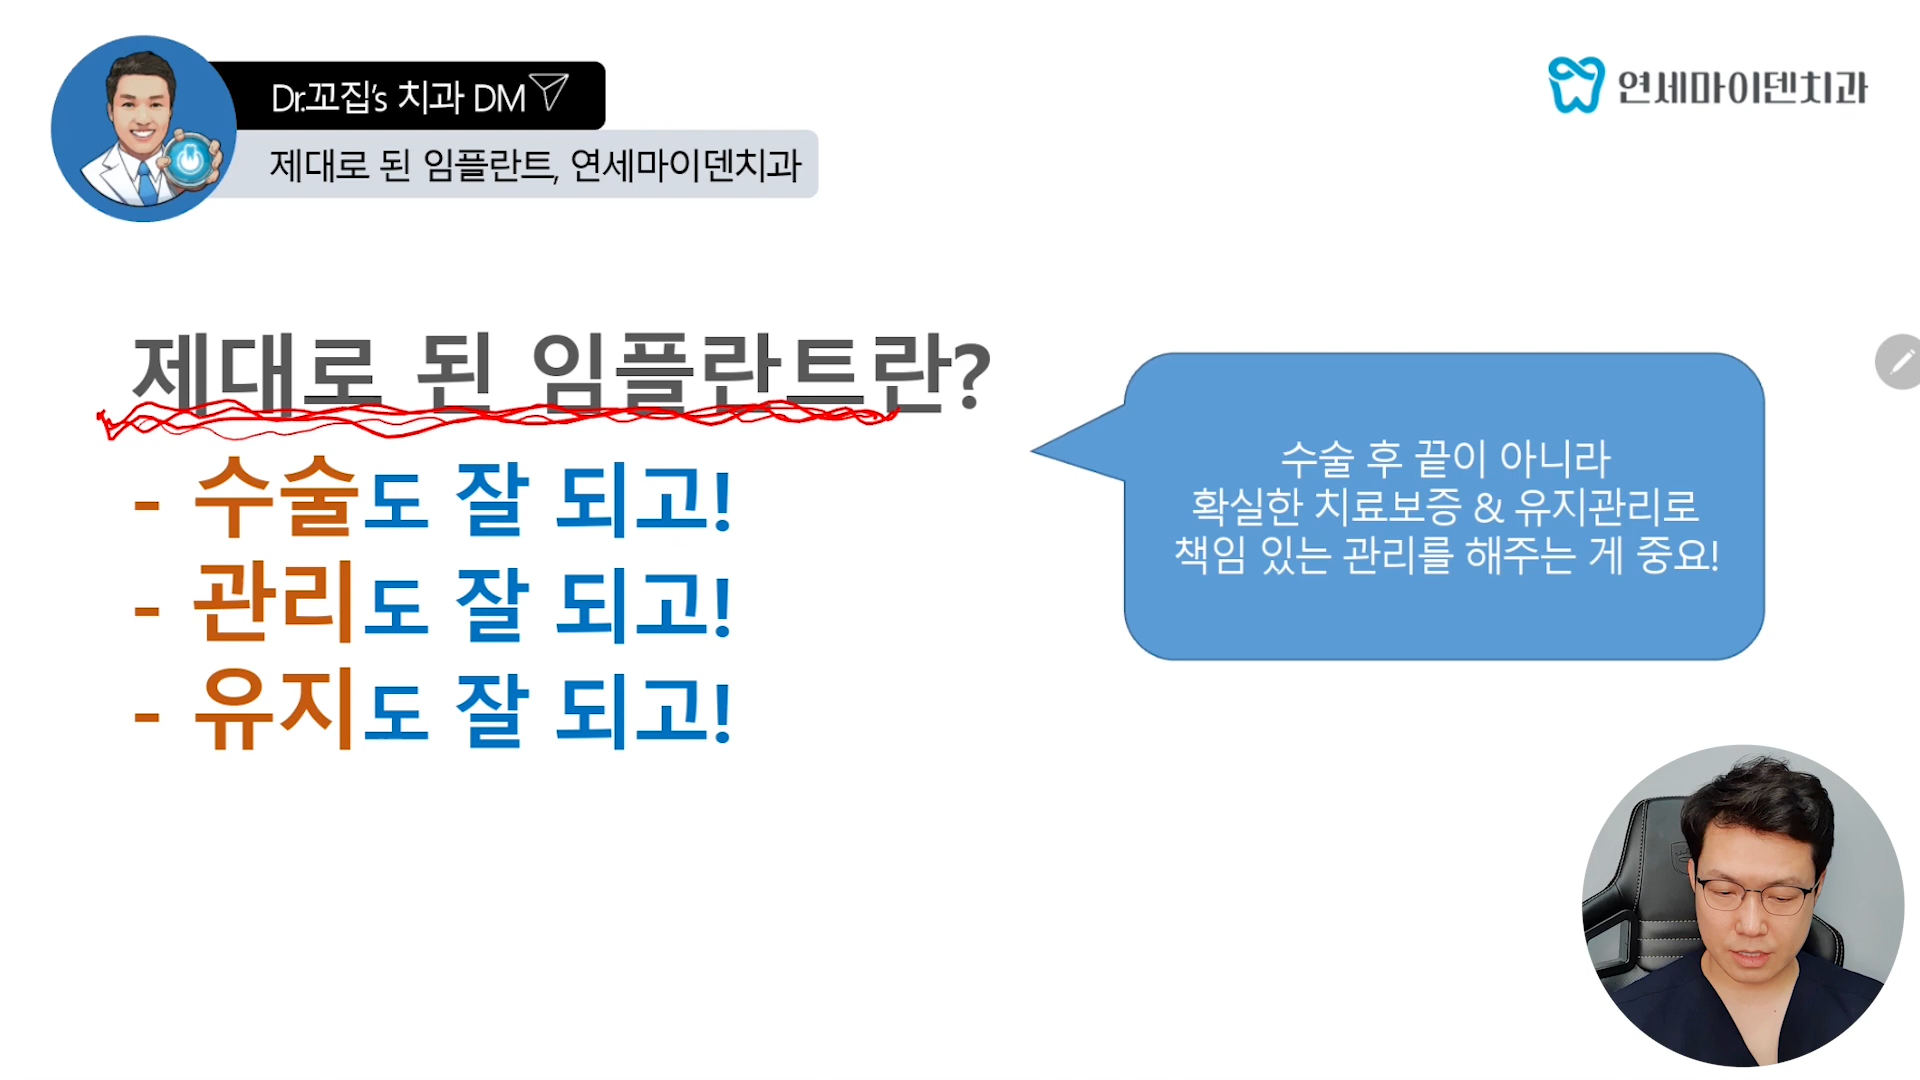 Dr.꼬집's 치과 DM
제대로 된 임플란트, 연세마이덴치과
연세마이덴치과
제대로 된 임플란트란?
- 수술도 잘 되고!
- 관리도 잘 되고!
- 유지도 잘 되고!
수술 후 끝이 아니라
확실한 치료보증 & 유지관리로
책임 있는 관리를 해주는 게 중요!